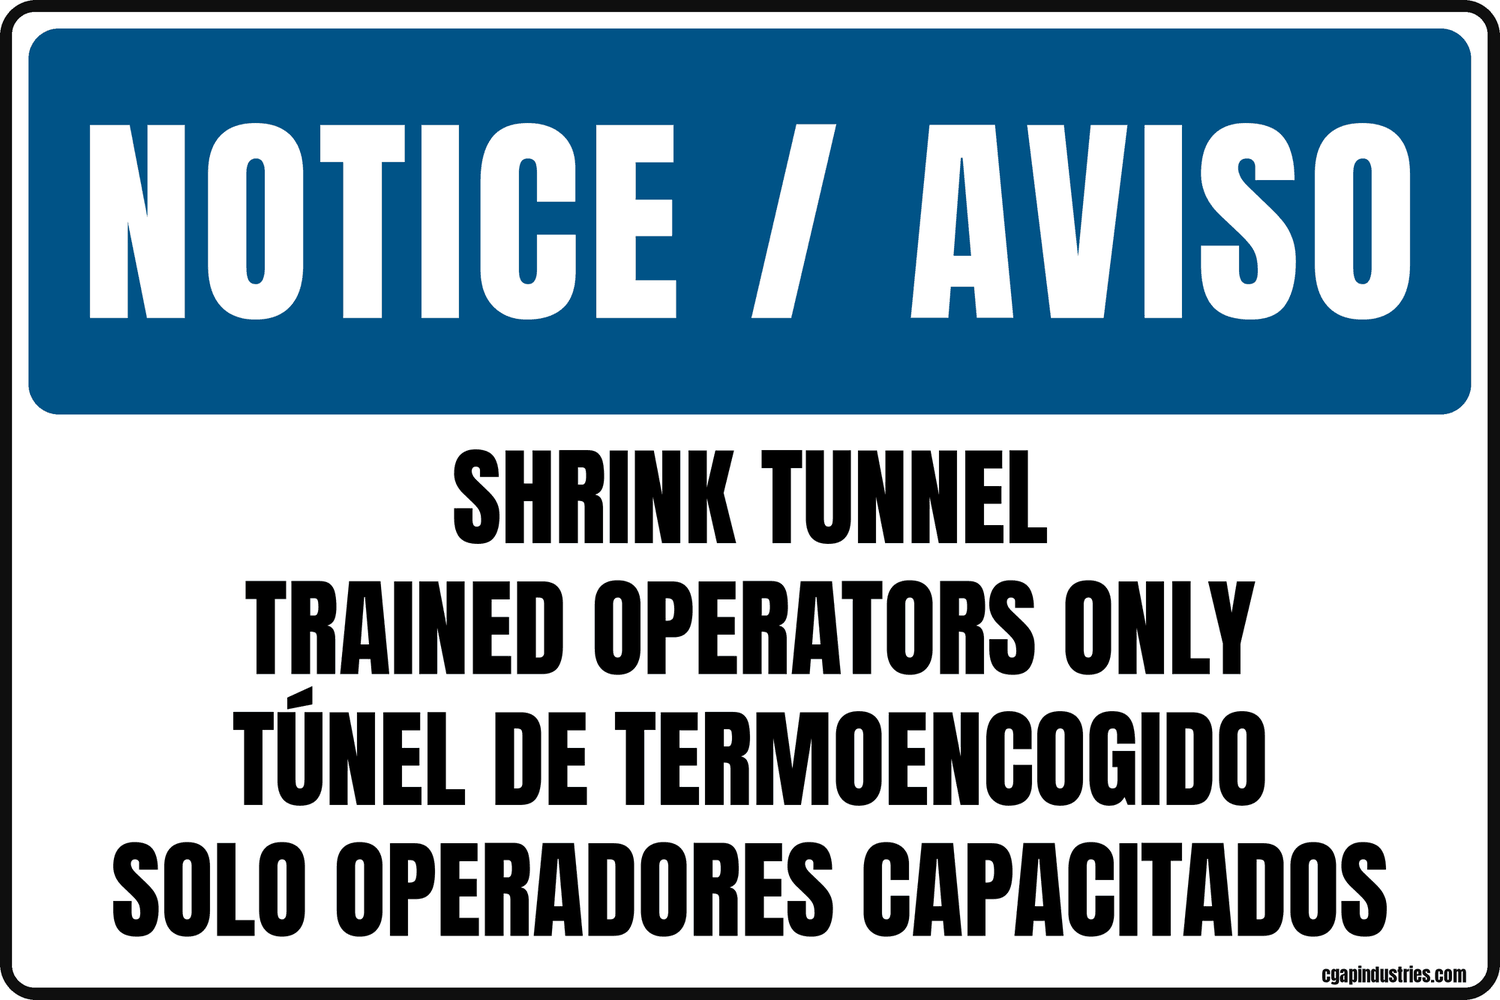 NOTICE / AVISO
SHRINK TUNNEL
TRAINED OPERATORS ONLY
TÚNEL DE TERMOENCOGIDO
SOLO OPERADORES CAPACITADOS
cgapindustries.com